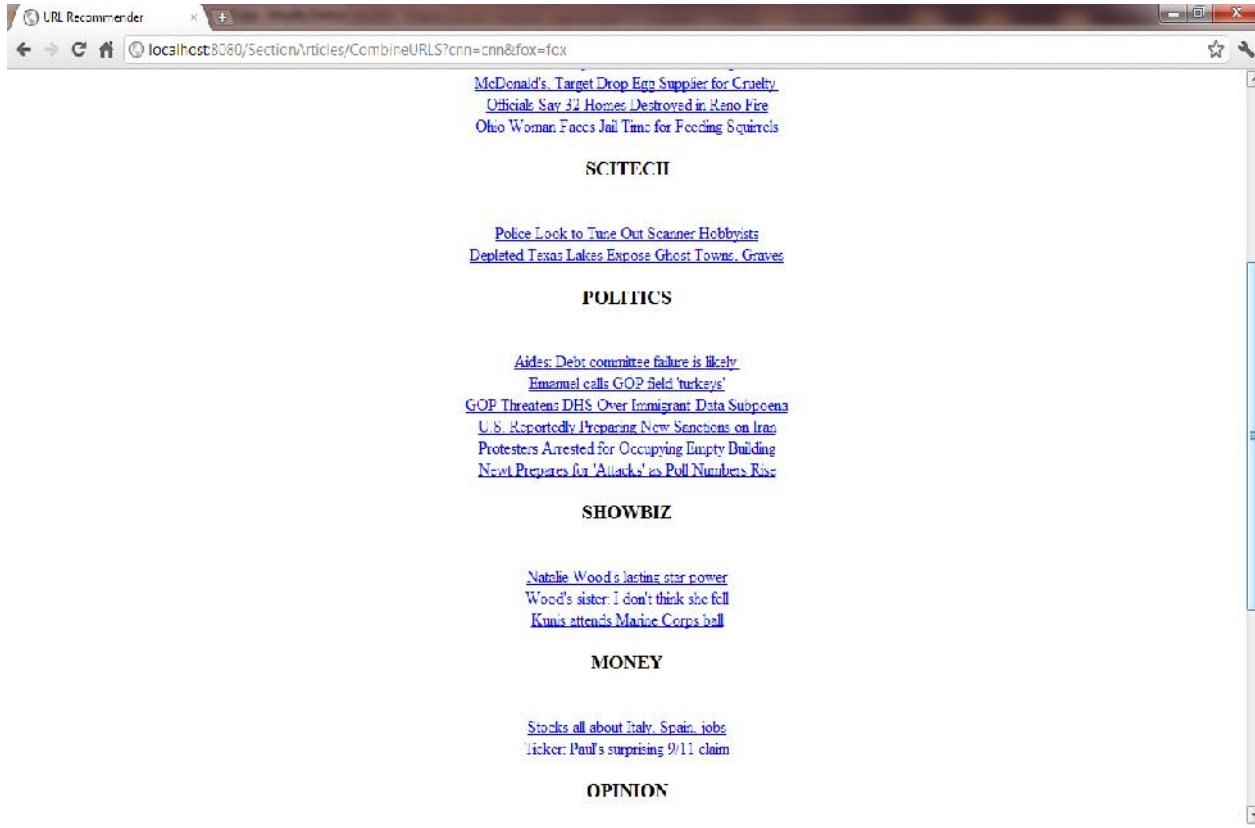 URL Recommender
localhost:8080/SectionArticles/CombineURLS?cnn=cnn&fox=fox
McDonald's, Target Drop Egg Supplier for Cruelty
Officials Say 32 Homes Destroyed in Reno Fire
Ohio Woman Faces Jail Time for Feeding Squirrels
SCITECH
Police Look to Tune Out Scanner Hobbyists
Depleted Texas Lakes Expose Ghost Towns, Graves
POLITICS
Aides: Debt committee failure is likely
Emanuel calls GOP field 'turkeys'
GOP Threatens DHS Over Immigrant Data Subpoena
U.S. Reportedly Preparing New Sanctions on Iran
Protesters Arrested for Occupying Empty Building
Newt Prepares for 'Attacks' as Poll Numbers Rise
SHOWBIZ
Natalie Wood's lasting star power
Wood's sister: I don't think she fell
Kunis attends Marine Corps ball
MONEY
Stocks all about Italy, Spain, jobs
Ticker: Paul's surprising 9/11 claim
OPINION